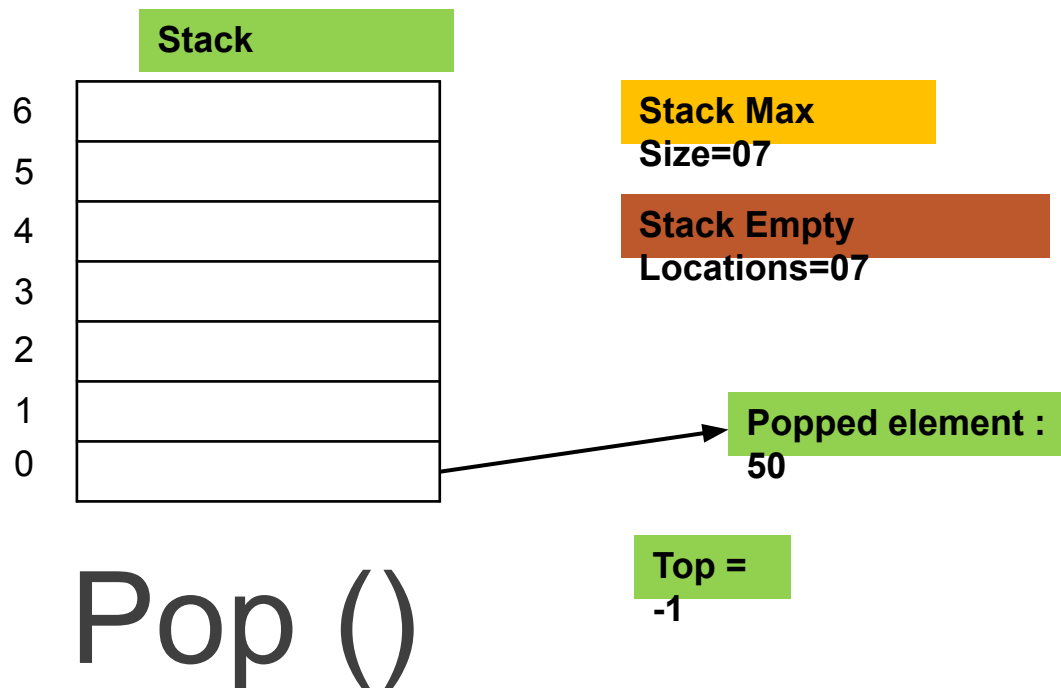 Stack
6
5
4
3
2
1
0
Stack Max
Size=07
Stack Empty
Locations=07
Popped element :
50
Top =
-1
Pop ()